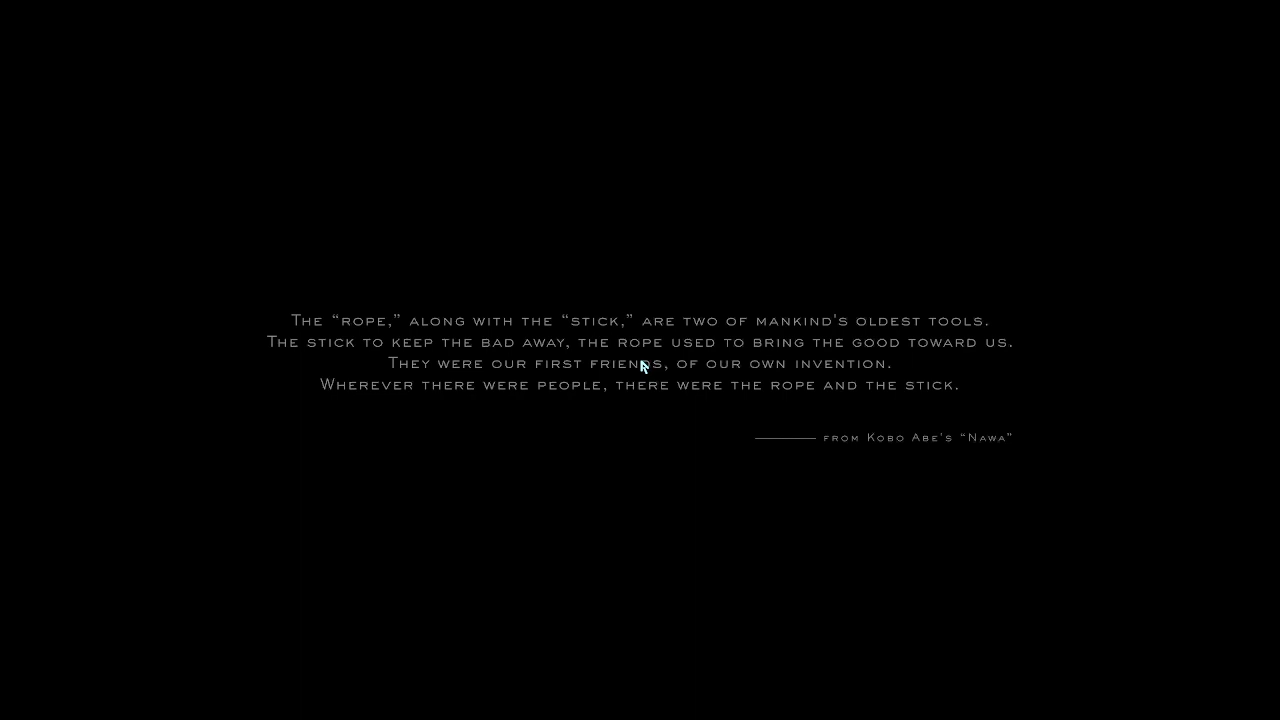 The “rope,” along with the “stick,” are two of mankind's oldest tools.
The stick to keep the bad away, the rope used to bring the good toward us.
They were our first friends, of our own invention.
Wherever there were people, there were the rope and the stick.
——— from Kobo Abe's “Nawa”